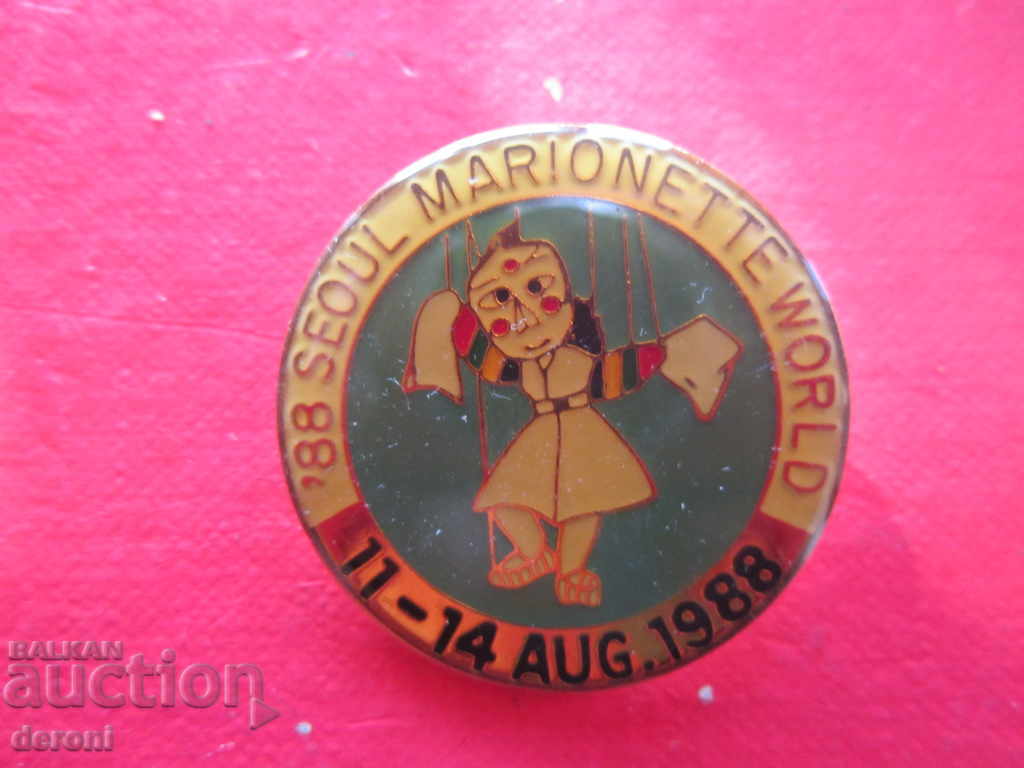 '88 SEOUL MARIONETTE WORLD
11-14 AUG..1988
BALKAN
auction
deroni